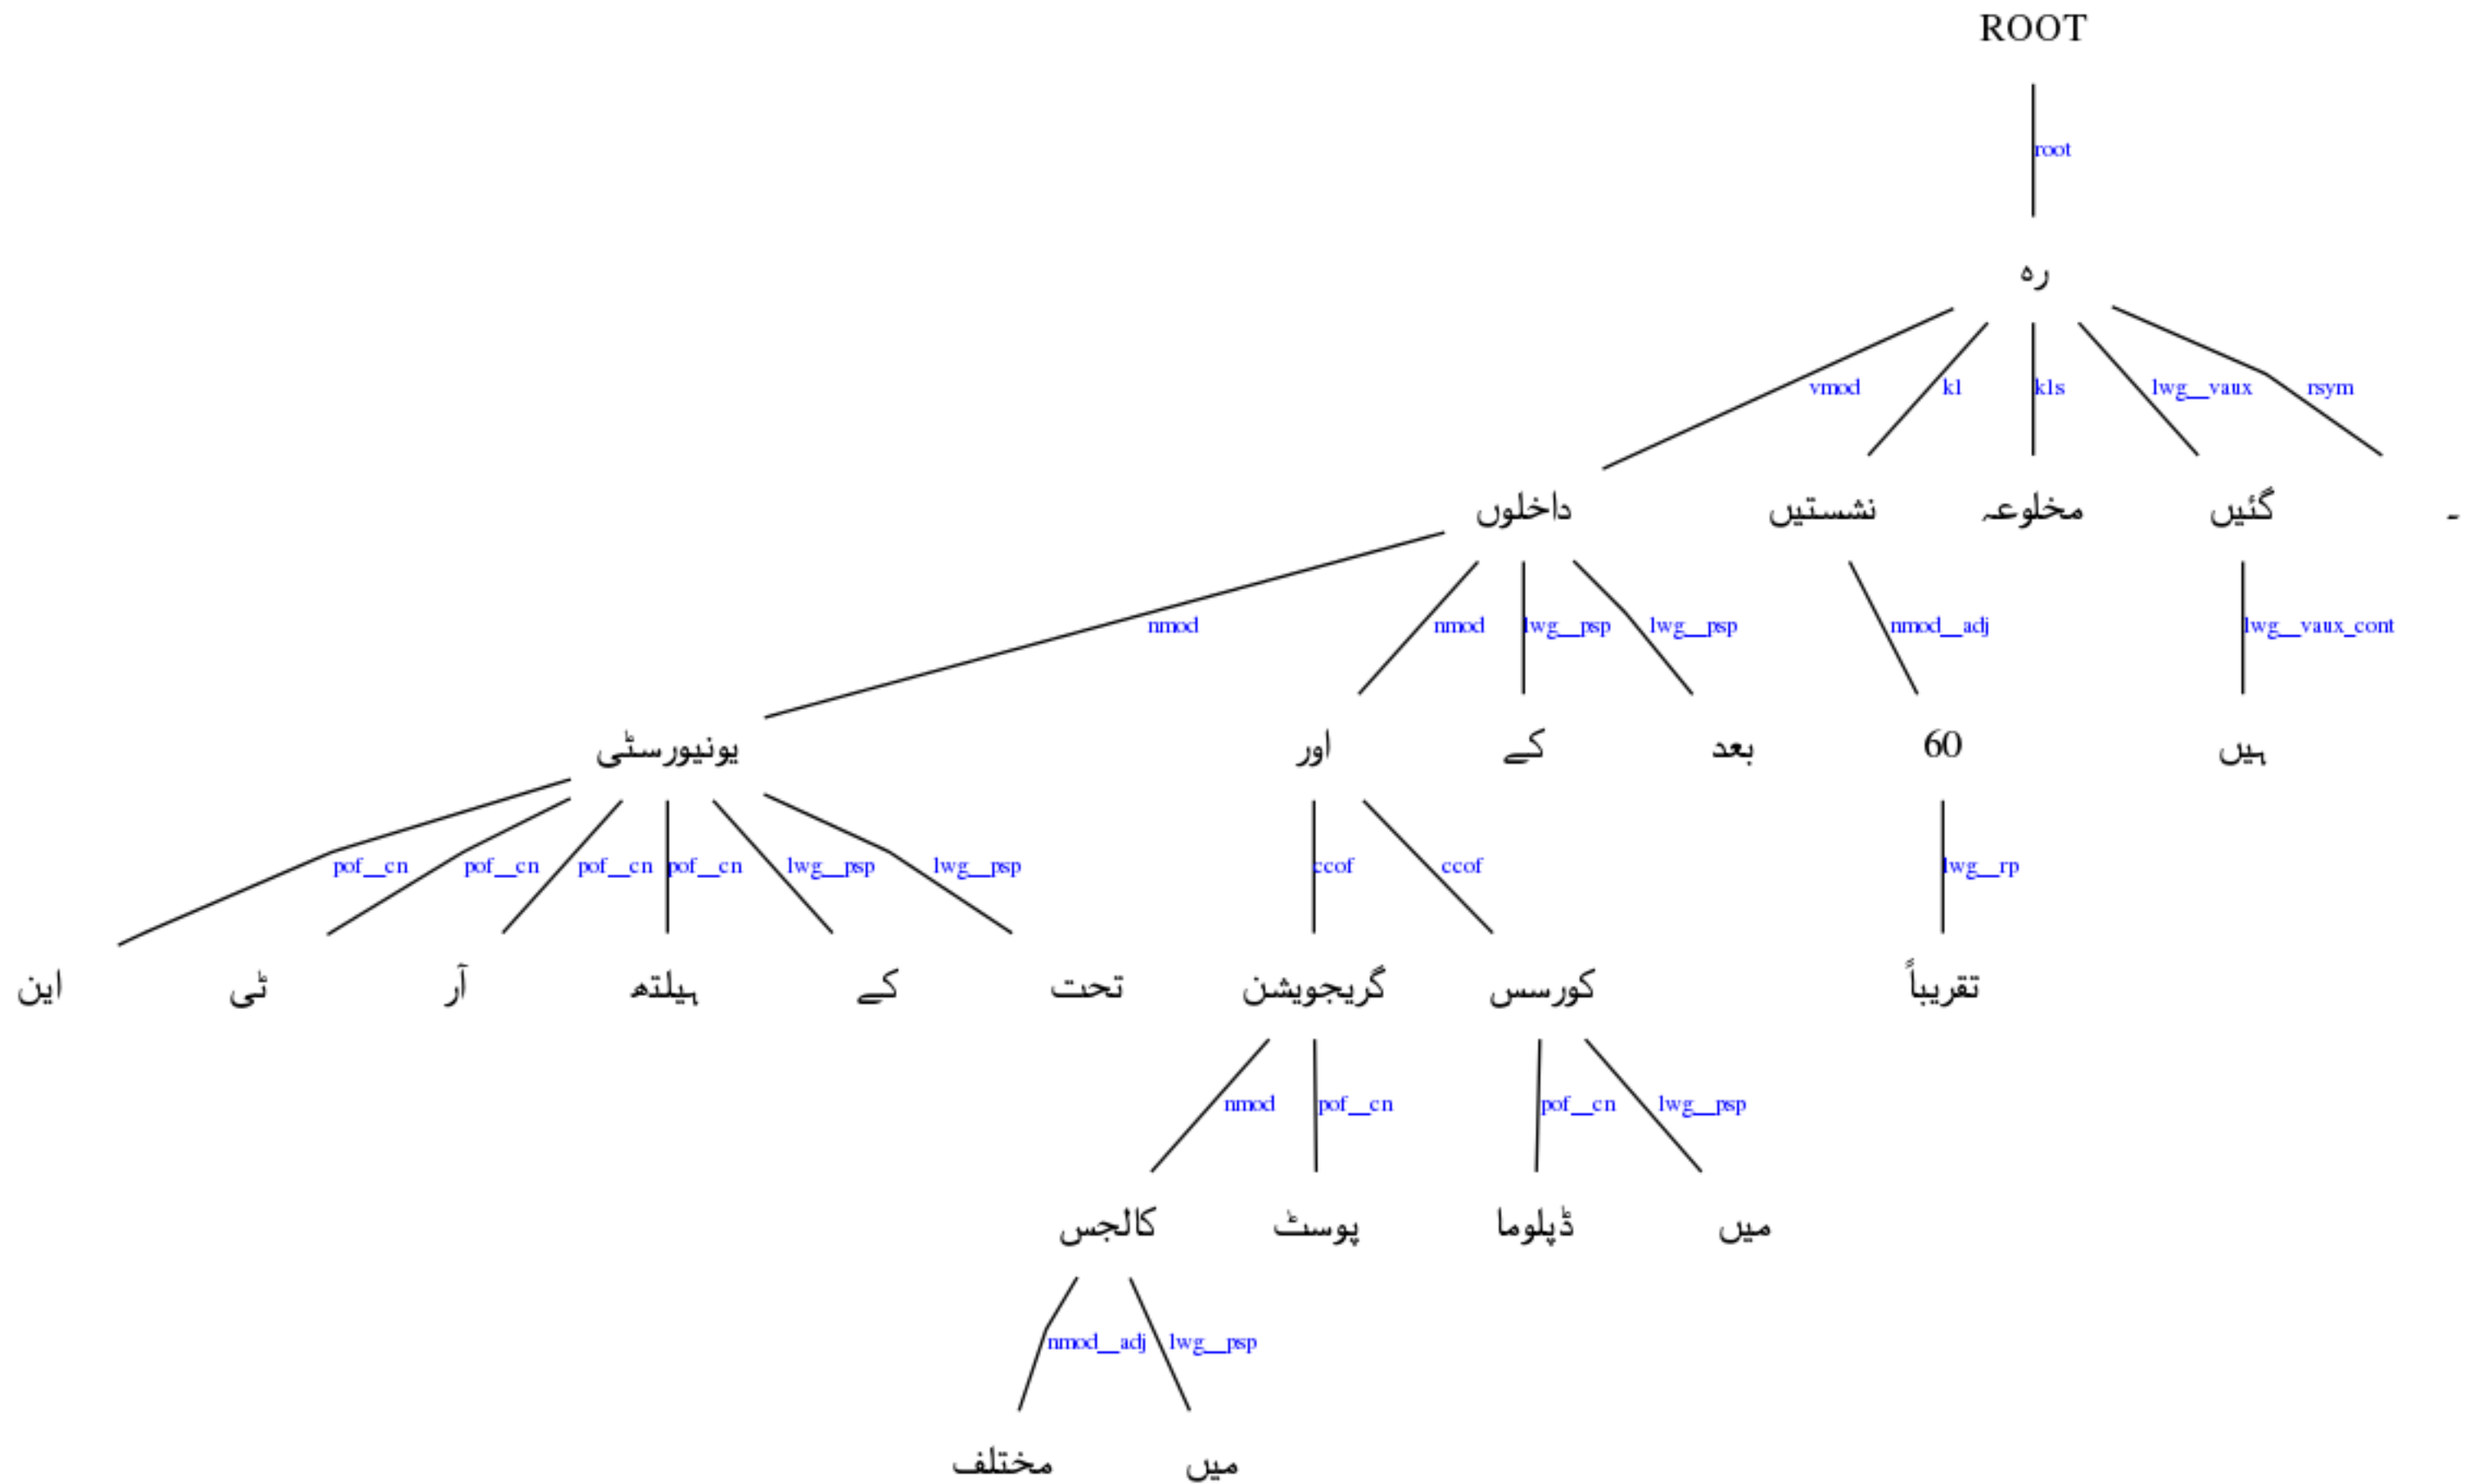 ROOT
root
رہ
vmod k1 k1s lwg__vaux rsym
داخلوں نشستیں مخلوعہ گئیں ۔
nmod nmod lwg__psp lwg__psp nmod__adj lwg__vaux_cont
یونیورسٹی اور کے بعد 60 ہیں
pof__cn pof__cn pof__cn pof__cn lwg__psp lwg__psp ccof ccof lwg__rp
این ٹی آر ہیلتھ کے تحت گریجویشن کورسس تقریباً
nmod pof__cn pof__cn lwg__psp
کالجس پوسٹ ڈپلوما میں
nmod__adj lwg__psp
مختلف میں